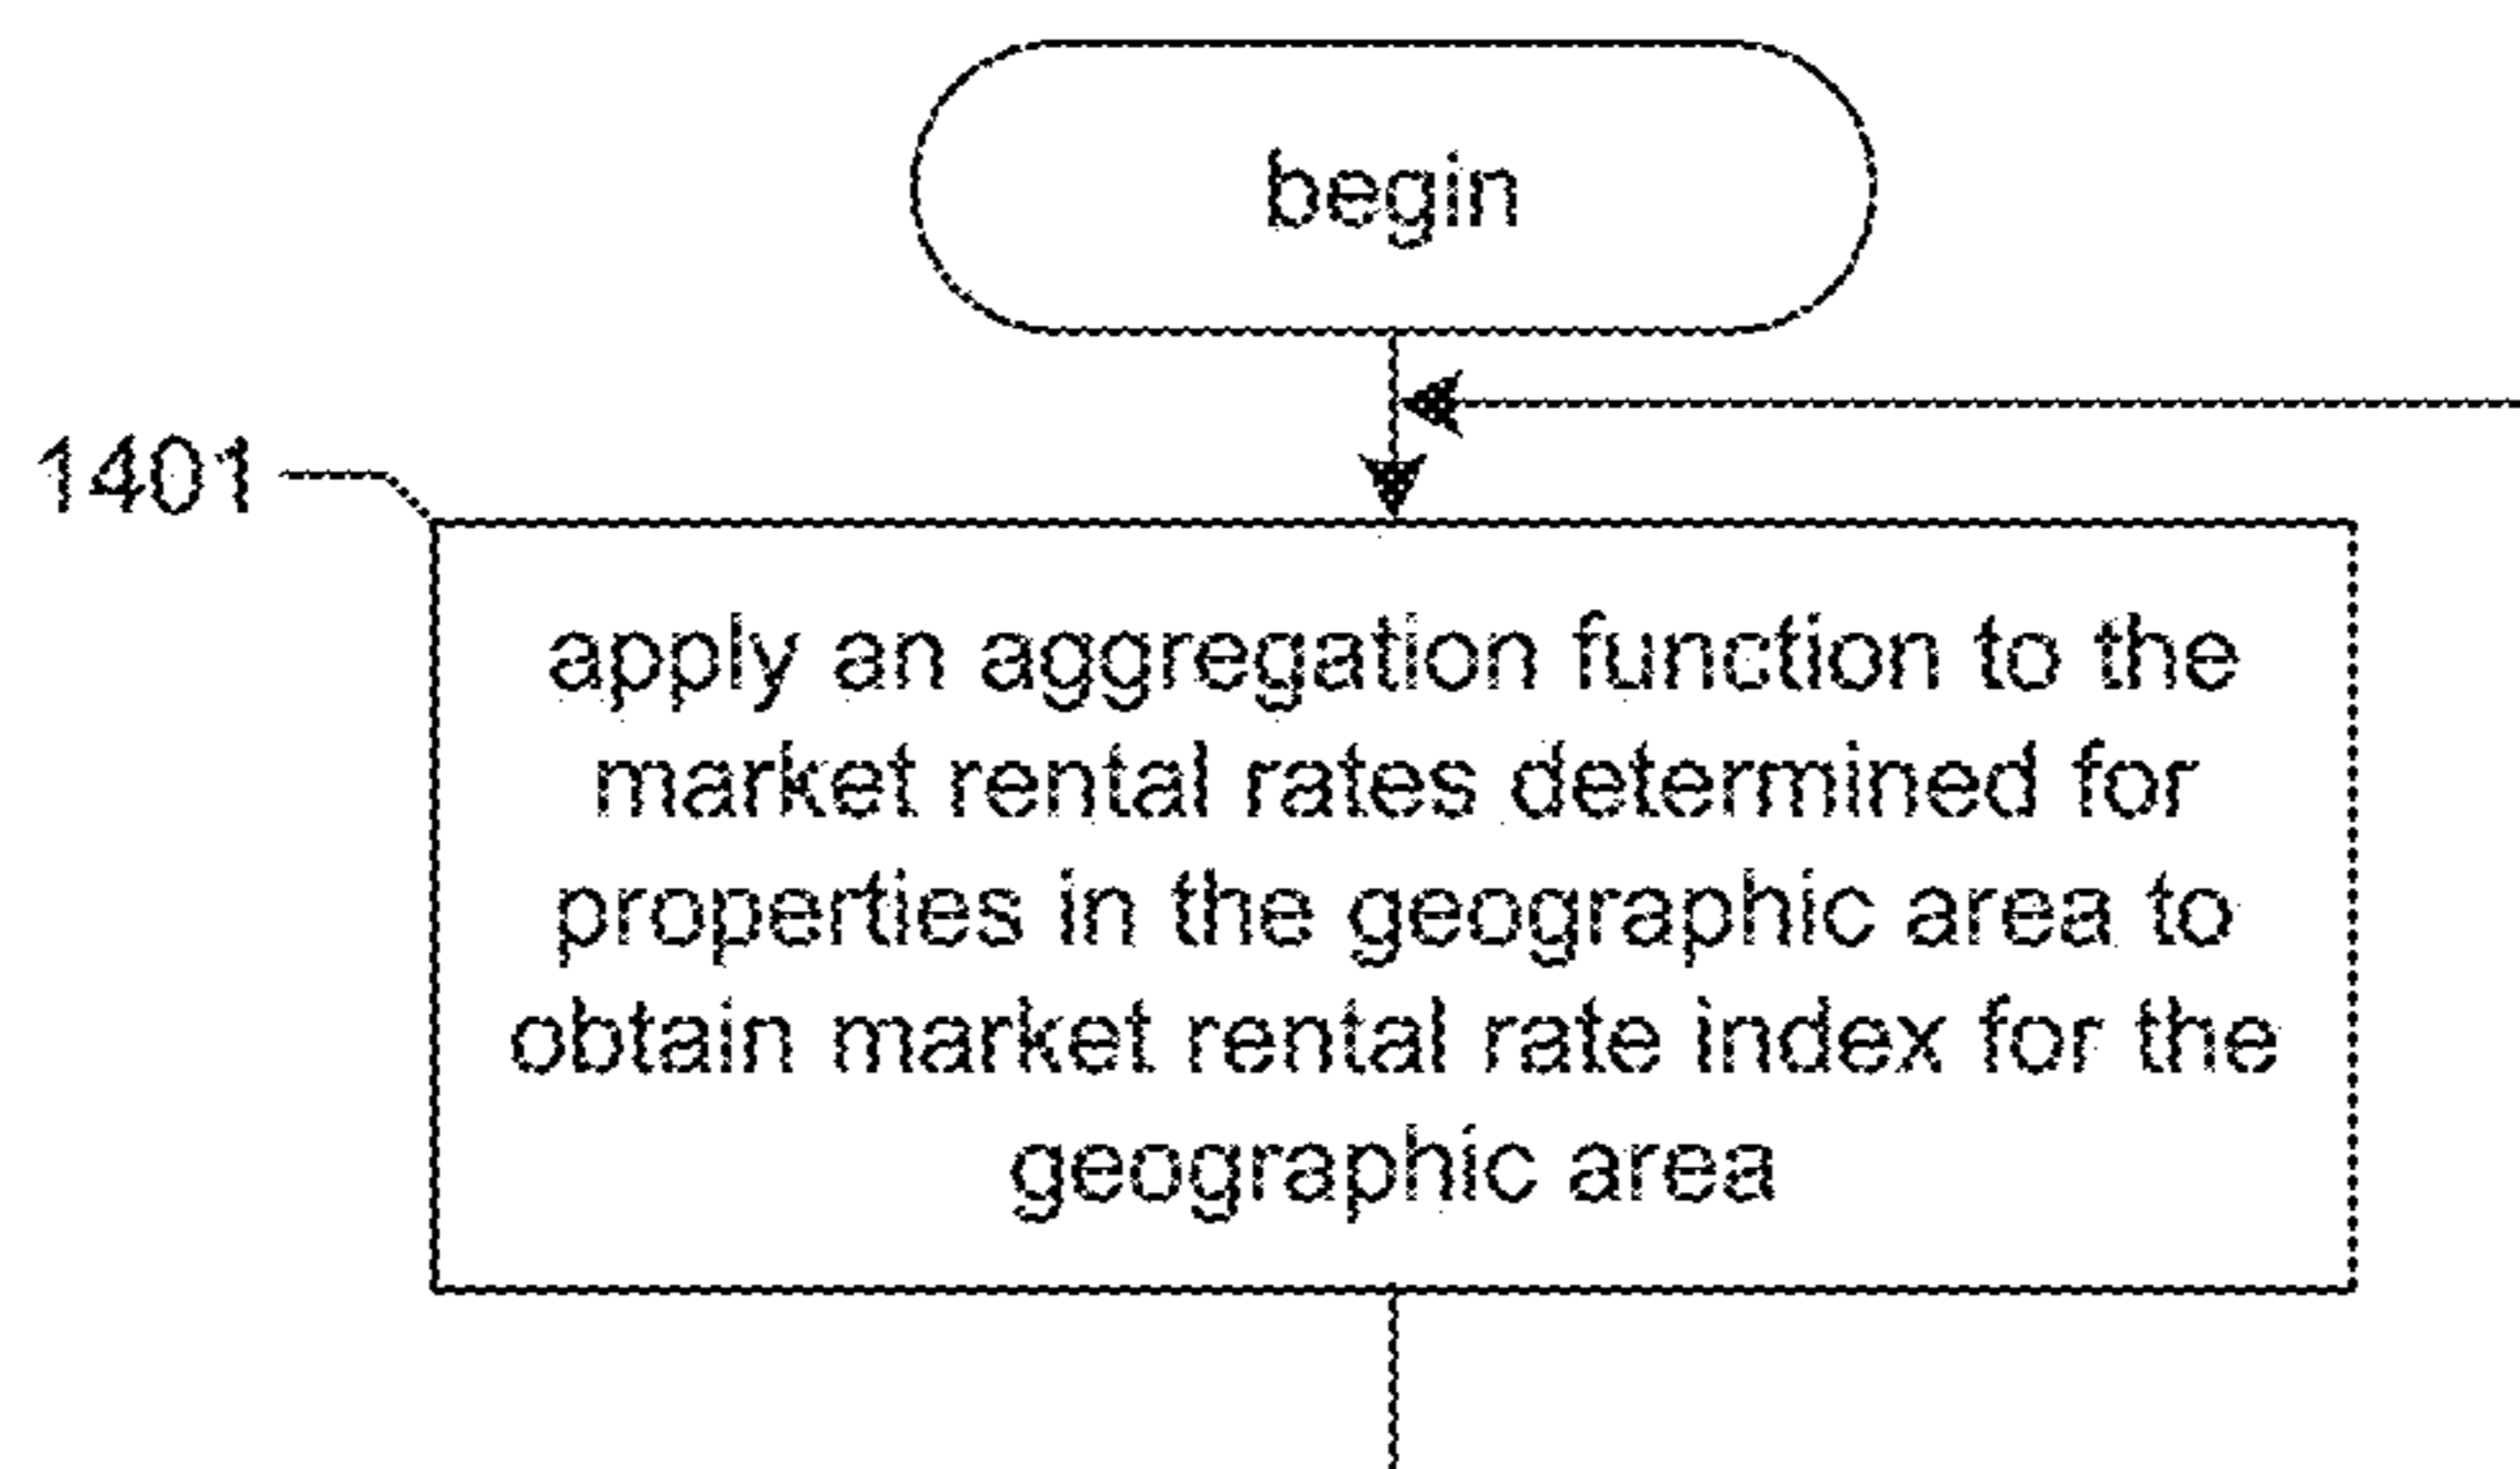 begin
1401
apply an aggregation function to the
market rental rates determined for
properties in the geographic area to
obtain market rental rate index for the
geographic area